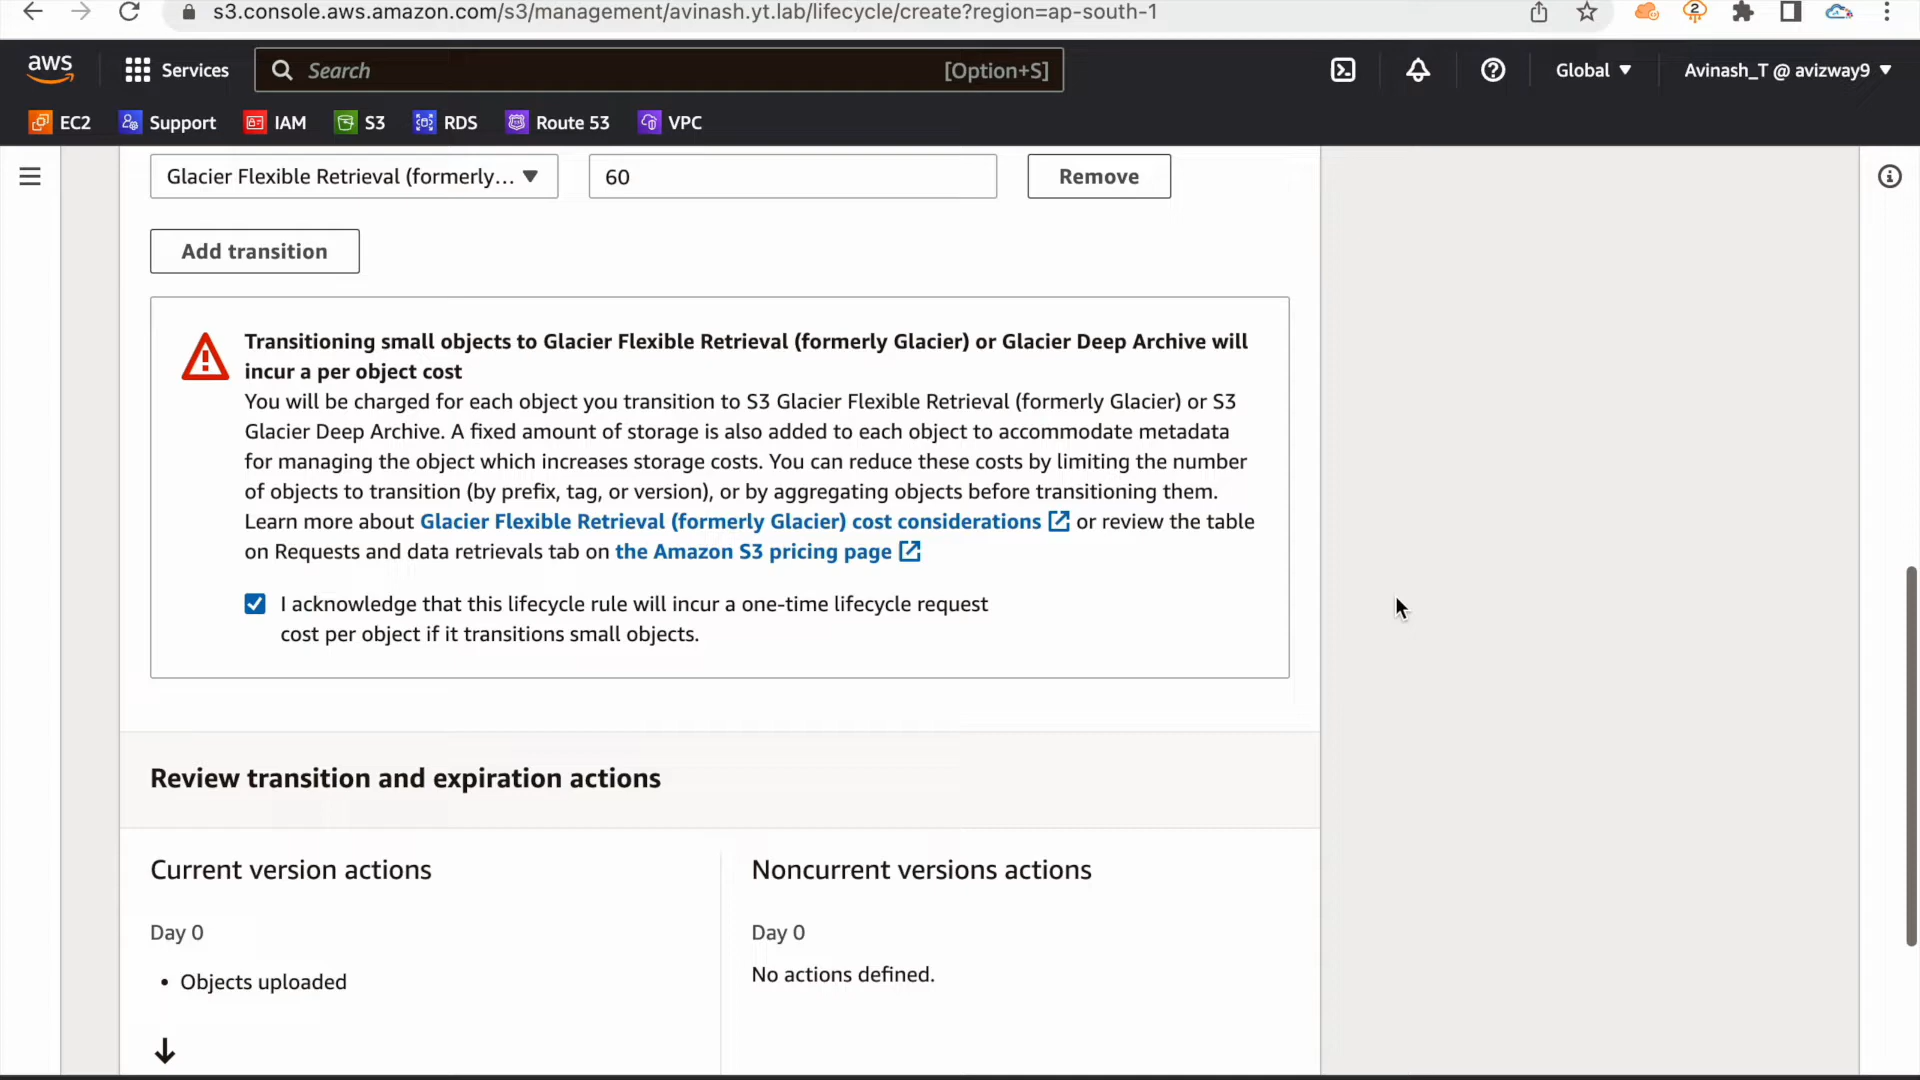 s3.console.aws.amazon.com/s3/management/avinash.yt.lab/lifecycle/create?region=ap-south-1
2
aws
Services
Search
[Option+S]
Global
Avinash_T @ avizway9
EC2
Support
IAM
S3
RDS
Route 53
VPC
Glacier Flexible Retrieval (formerly...
60
Remove
Add transition
Transitioning small objects to Glacier Flexible Retrieval (formerly Glacier) or Glacier Deep Archive will
incur a per object cost
You will be charged for each object you transition to S3 Glacier Flexible Retrieval (formerly Glacier) or S3
Glacier Deep Archive. A fixed amount of storage is also added to each object to accommodate metadata
for managing the object which increases storage costs. You can reduce these costs by limiting the number
of objects to transition (by prefix, tag, or version), or by aggregating objects before transitioning them.
Learn more about Glacier Flexible Retrieval (formerly Glacier) cost considerations or review the table
on Requests and data retrievals tab on the Amazon S3 pricing page
I acknowledge that this lifecycle rule will incur a one-time lifecycle request
cost per object if it transitions small objects.
Review transition and expiration actions
Current version actions
Day 0
• Objects uploaded
Noncurrent versions actions
Day 0
No actions defined.